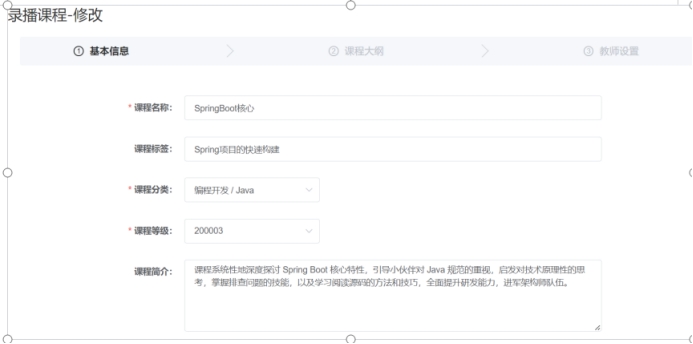 录播课程-修改
① 基本信息
② 课程大纲
③ 教师设置
* 课程名称： SpringBoot核心
课程标签： Spring项目的快速构建
* 课程分类： 编程开发 / Java
* 课程等级： 200003
课程简介： 课程系统性地深度探讨 Spring Boot 核心特性，引导小伙伴对 Java 规范的重视，启发对技术原理性的思
考，掌握排查问题的技能，以及学习阅读源码的方法和技巧，全面提升研发能力，进军架构师队伍。